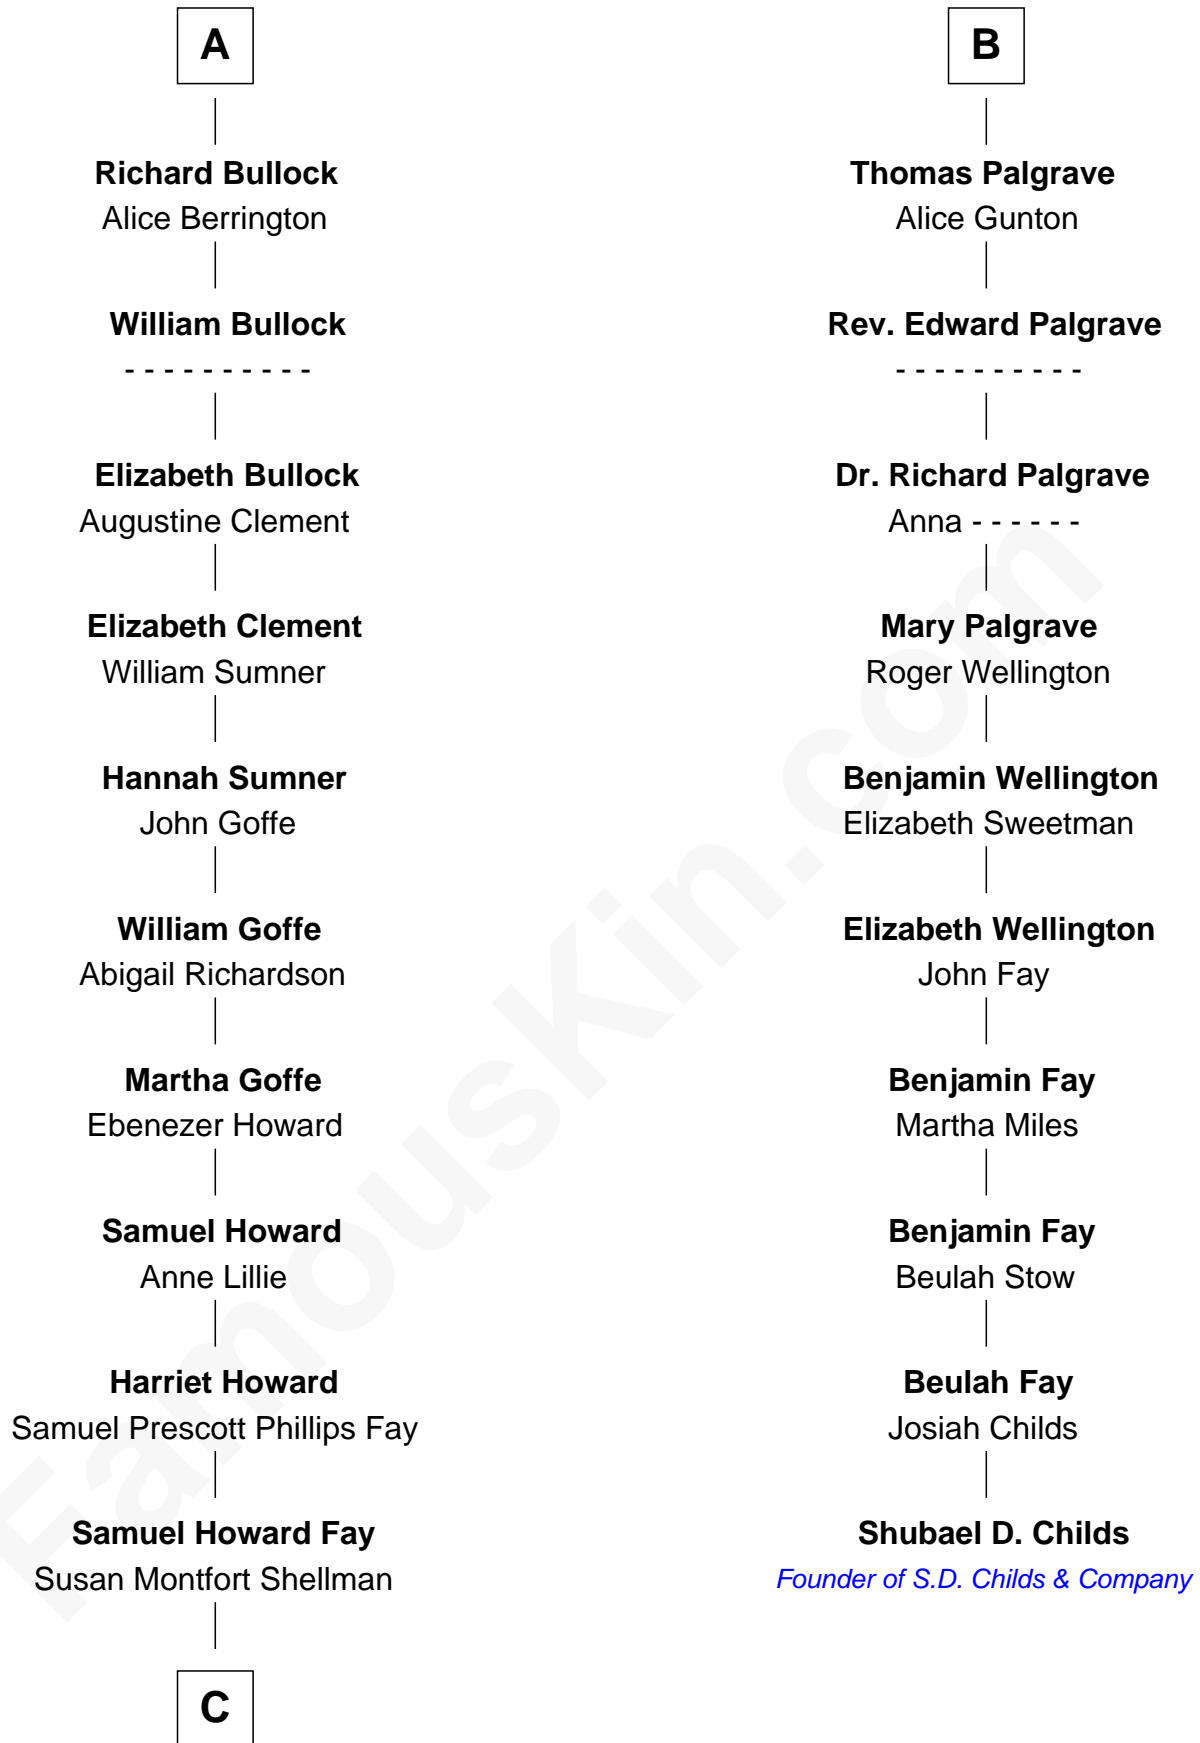 A
Richard Bullock
Alice Berrington
William Bullock
- - - - - - - - - -
Elizabeth Bullock
Augustine Clement
Elizabeth Clement
William Sumner
Hannah Sumner
John Goffe
William Goffe
Abigail Richardson
Martha Goffe
Ebenezer Howard
Samuel Howard
Anne Lillie
Harriet Howard
Samuel Prescott Phillips Fay
Samuel Howard Fay
Susan Montfort Shellman
C
B
Thomas Palgrave
Alice Gunton
Rev. Edward Palgrave
- - - - - - - - - -
Dr. Richard Palgrave
Anna - - - - - -
Mary Palgrave
Roger Wellington
Benjamin Wellington
Elizabeth Sweetman
Elizabeth Wellington
John Fay
Benjamin Fay
Martha Miles
Benjamin Fay
Beulah Stow
Beulah Fay
Josiah Childs
Shubael D. Childs
Founder of S.D. Childs & Company
FamousKin.com